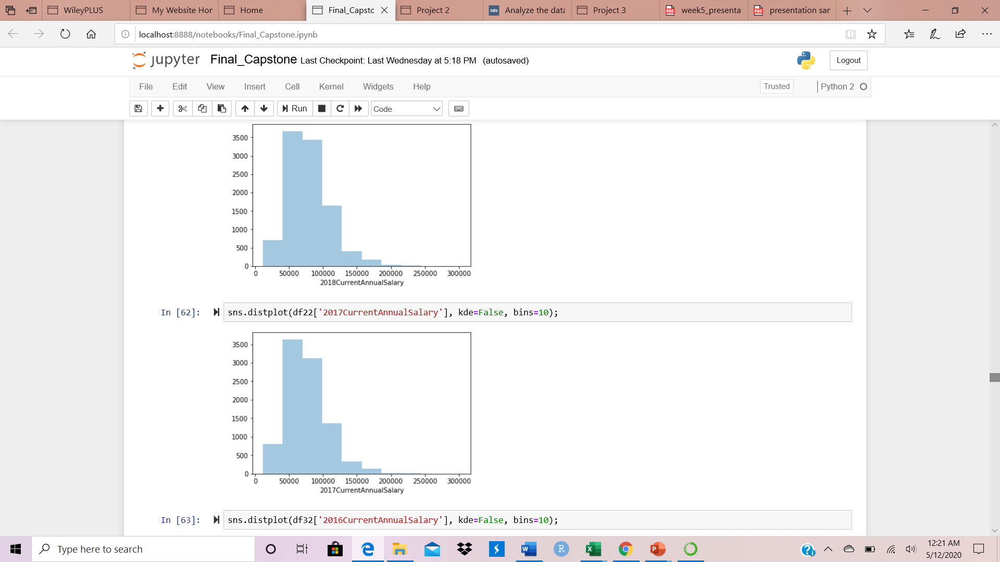 WileyPLUS
My Website Hor
Home
Final_Capstc
Project 2
tds
Analyze the data
Project 3
PDF
week5_presenta
PDF
presentation sar
localhost:8888/notebooks/Final_Capstone.ipynb
jupyter Final_Capstone Last Checkpoint: Last Wednesday at 5:18 PM (autosaved)
Logout
File Edit View Insert Cell Kernel Widgets Help
Trusted
Python 2
Run
Code
3500
3000
2500
2000
1500
1000
500
0
0 50000 100000 150000 200000 250000 300000
2018CurrentAnnualSalary
In [62]:
sns.distplot(df22['2017CurrentAnnualSalary'], kde=False, bins=10);
3500
3000
2500
2000
1500
1000
500
0
0 50000 100000 150000 200000 250000 300000
2017CurrentAnnualSalary
In [63]:
sns.distplot(df32['2016CurrentAnnualSalary'], kde=False, bins=10);
Type here to search
12:21 AM
5/12/2020